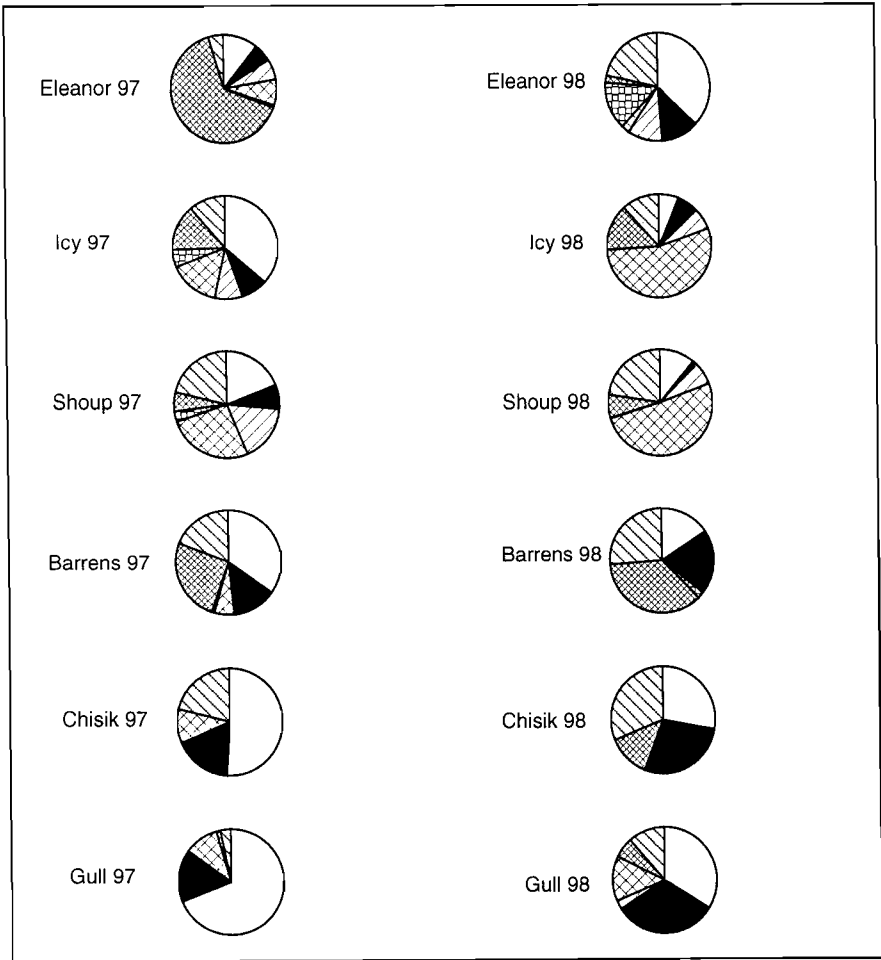 Eleanor 97
Eleanor 98
Icy 97
Icy 98
Shoup 97
Shoup 98
Barrens 97
Barrens 98
Chisik 97
Chisik 98
Gull 97
Gull 98